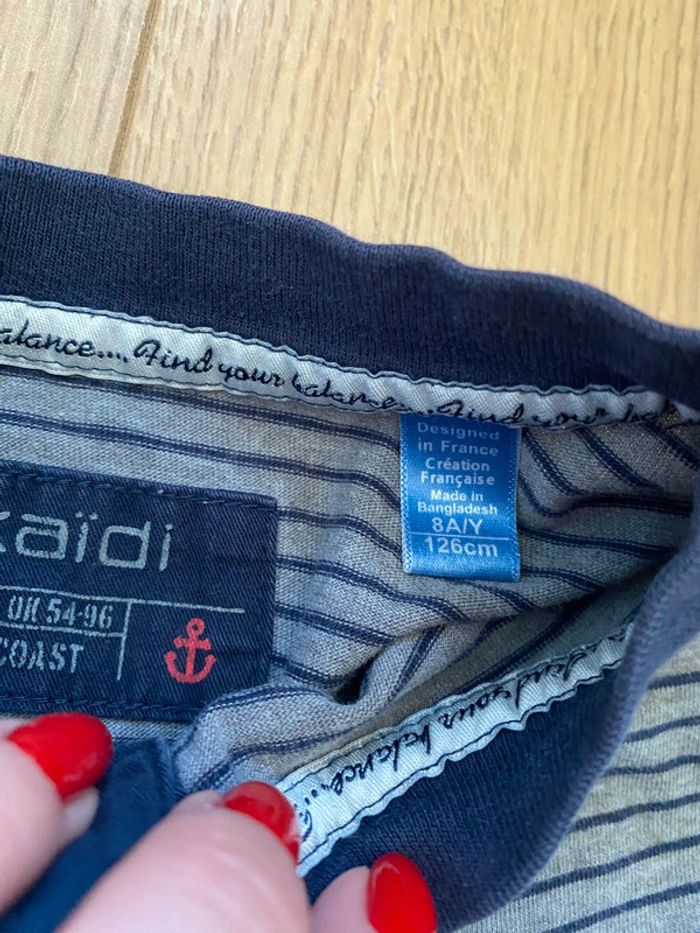 alance.... Find your balance.... Find your
Designed
in France
Création
Française
Made in
Bangladesh
8A/Y
126cm
kaïdi
54-96
COAST
find your balance...